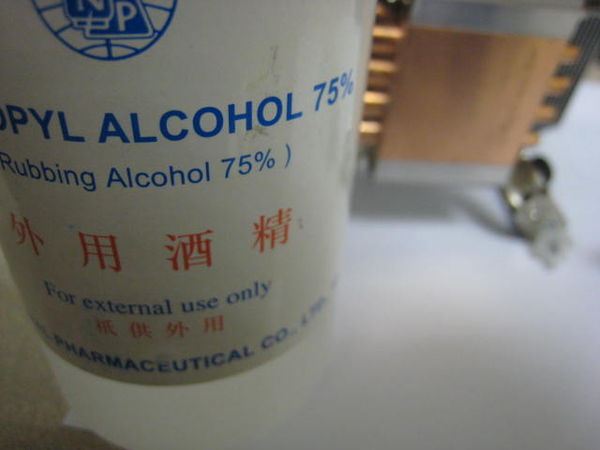 NP
OPYL ALCOHOL 75%
Rubbing Alcohol 75% )
外用酒精
For external use only
祇供外用
PHARMACEUTICAL CO., LTD.